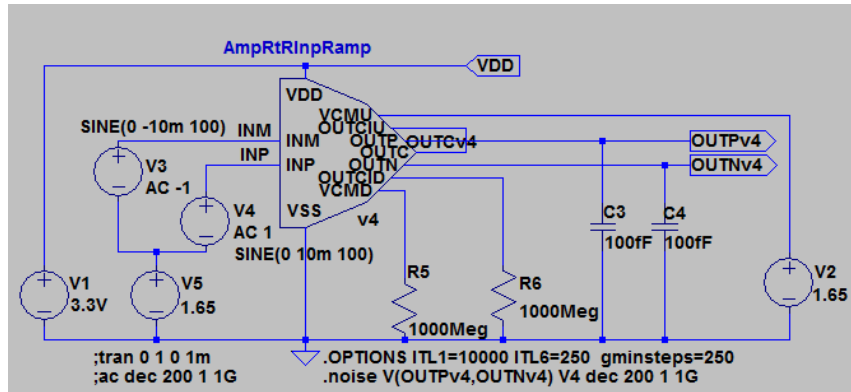 AmpRtRInpRamp
VDD
VDD
VCMU
SINE(0 -10m 100)
INM
OUTCIU
OUTP
OUTCv4
OUTPv4
INM
OUTC
INP
INP
OUTN
OUTNv4
V3
OUTCID
AC -1
VCMD
V4
VSS
v4
C3
C4
AC 1
100fF
100fF
SINE(0 10m 100)
R5
R6
V1
V5
V2
3.3V
1.65
1.65
1000Meg
1000Meg
;tran 0 1 0 1m
.OPTIONS ITL1=10000 ITL6=250 gminsteps=250
;ac dec 200 1 1G
.noise V(OUTPv4,OUTNv4) V4 dec 200 1 1G